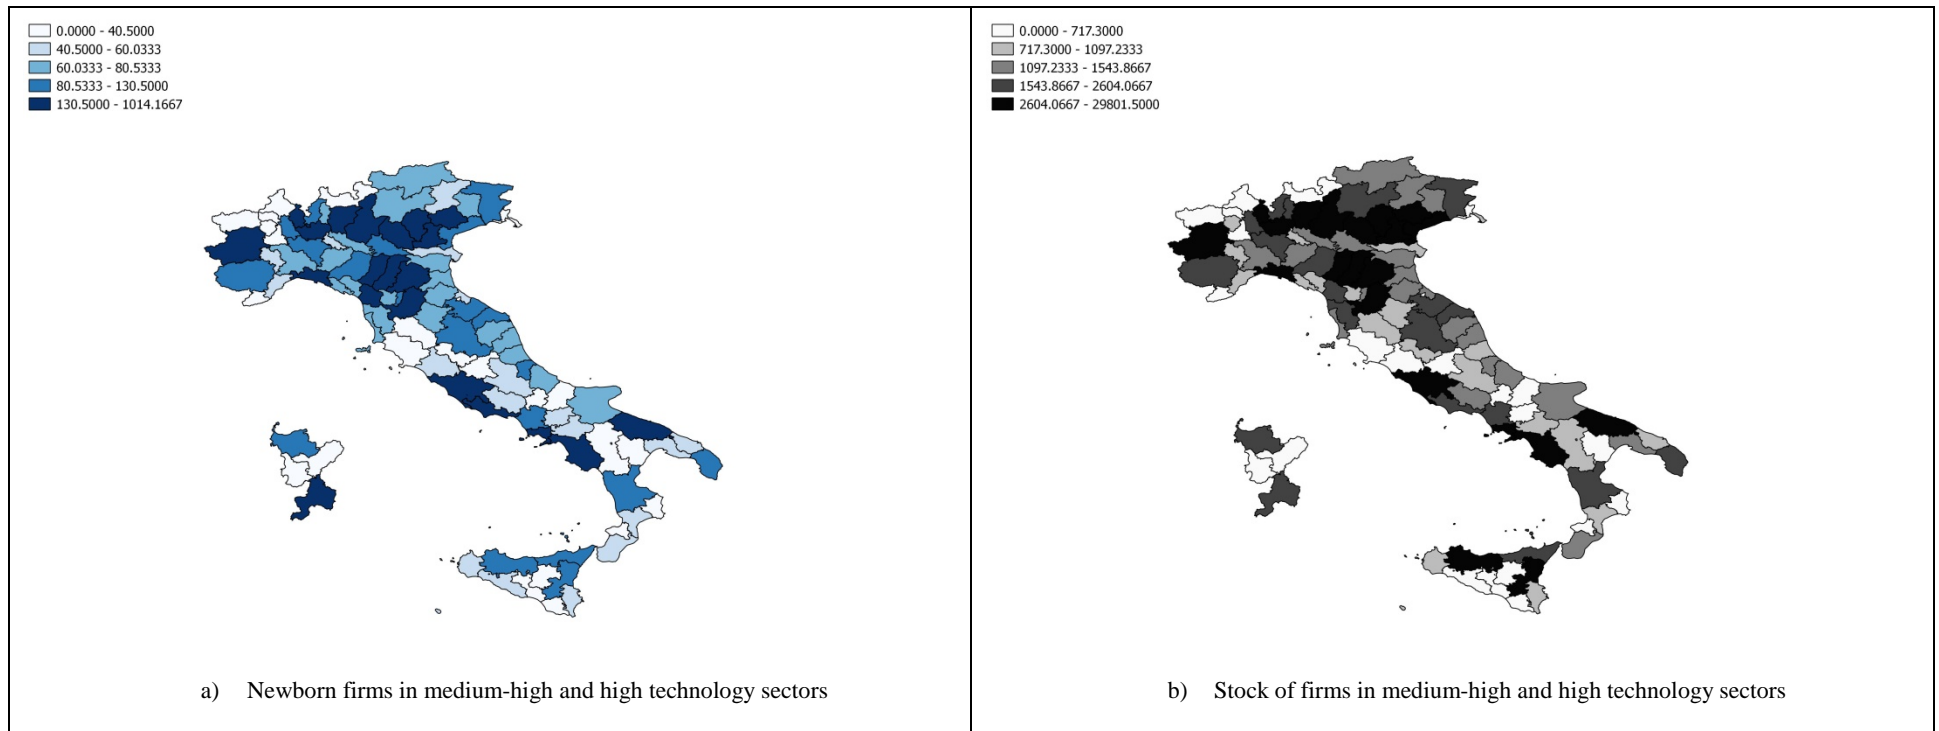 0.0000 - 40.5000
40.5000 - 60.0333
60.0333 - 80.5333
80.5333 - 130.5000
130.5000 - 1014.1667
a) Newborn firms in medium-high and high technology sectors
0.0000 - 717.3000
717.3000 - 1097.2333
1097.2333 - 1543.8667
1543.8667 - 2604.0667
2604.0667 - 29801.5000
b) Stock of firms in medium-high and high technology sectors